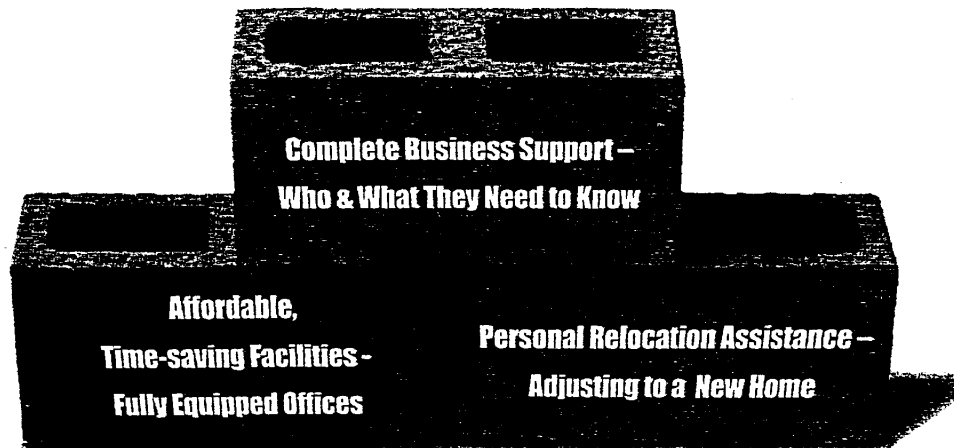 Complete Business Support –
Who & What They Need to Know
Affordable,
Time-saving Facilities -
Fully Equipped Offices
Personal Relocation Assistance –
Adjusting to a New Home